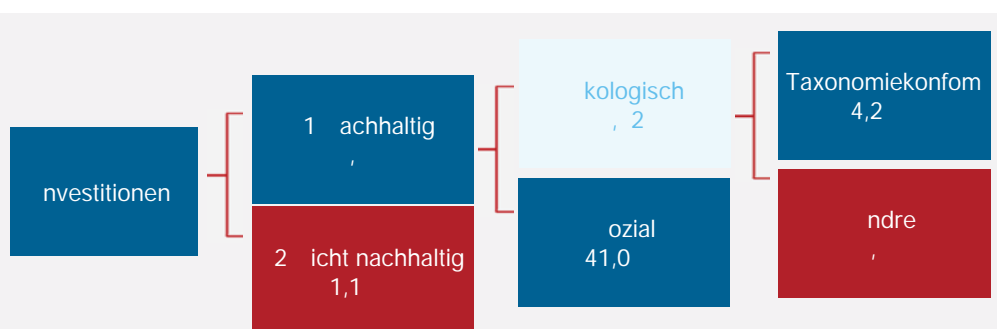 nvestitionen
1 achhaltig
,
2 icht nachhaltig
1,1
kologisch
, 2
ozial
41,0
Taxonomiekonfom
4,2
ndre
,